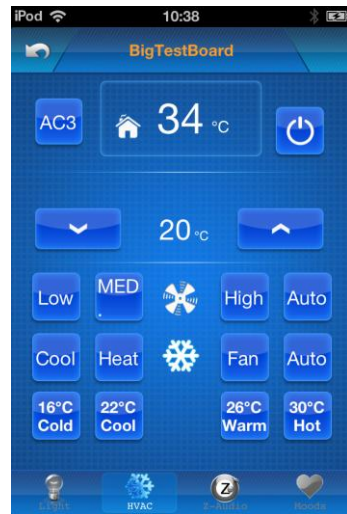 iPod 10:38
BigTestBoard
AC3 34 °C
20 °C
Low MED . High Auto
Cool Heat Fan Auto
16°C 22°C 26°C 30°C
Cold Cool Warm Hot
Light HVAC Z-Audio Moods
Z